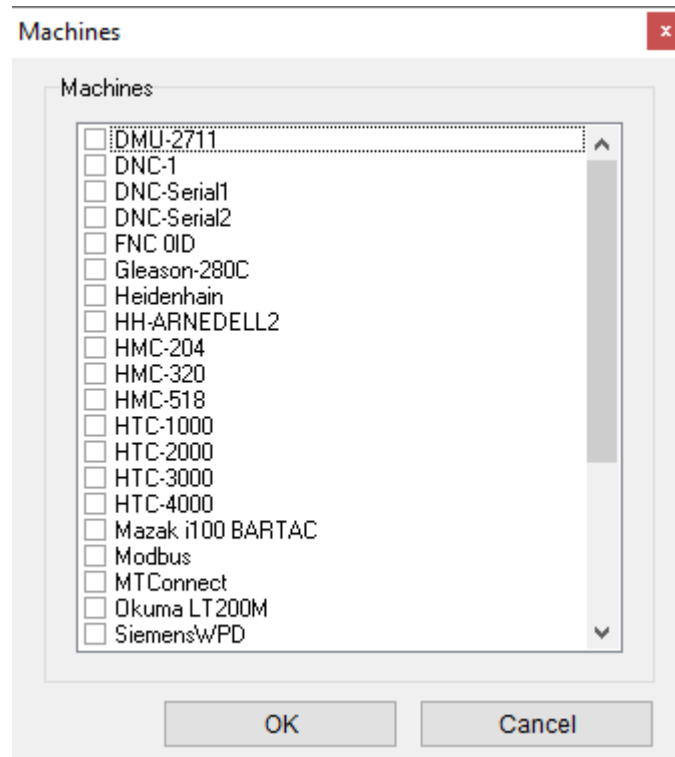 Machines
x
Machines
DMU-2711
DNC-1
DNC-Serial1
DNC-Serial2
FNC 0ID
Gleason-280C
Heidenhain
HH-ARNEDELL2
HMC-204
HMC-320
HMC-518
HTC-1000
HTC-2000
HTC-3000
HTC-4000
Mazak i100 BARTAC
Modbus
MTConnect
Okuma LT200M
SiemensWPD
OK Cancel